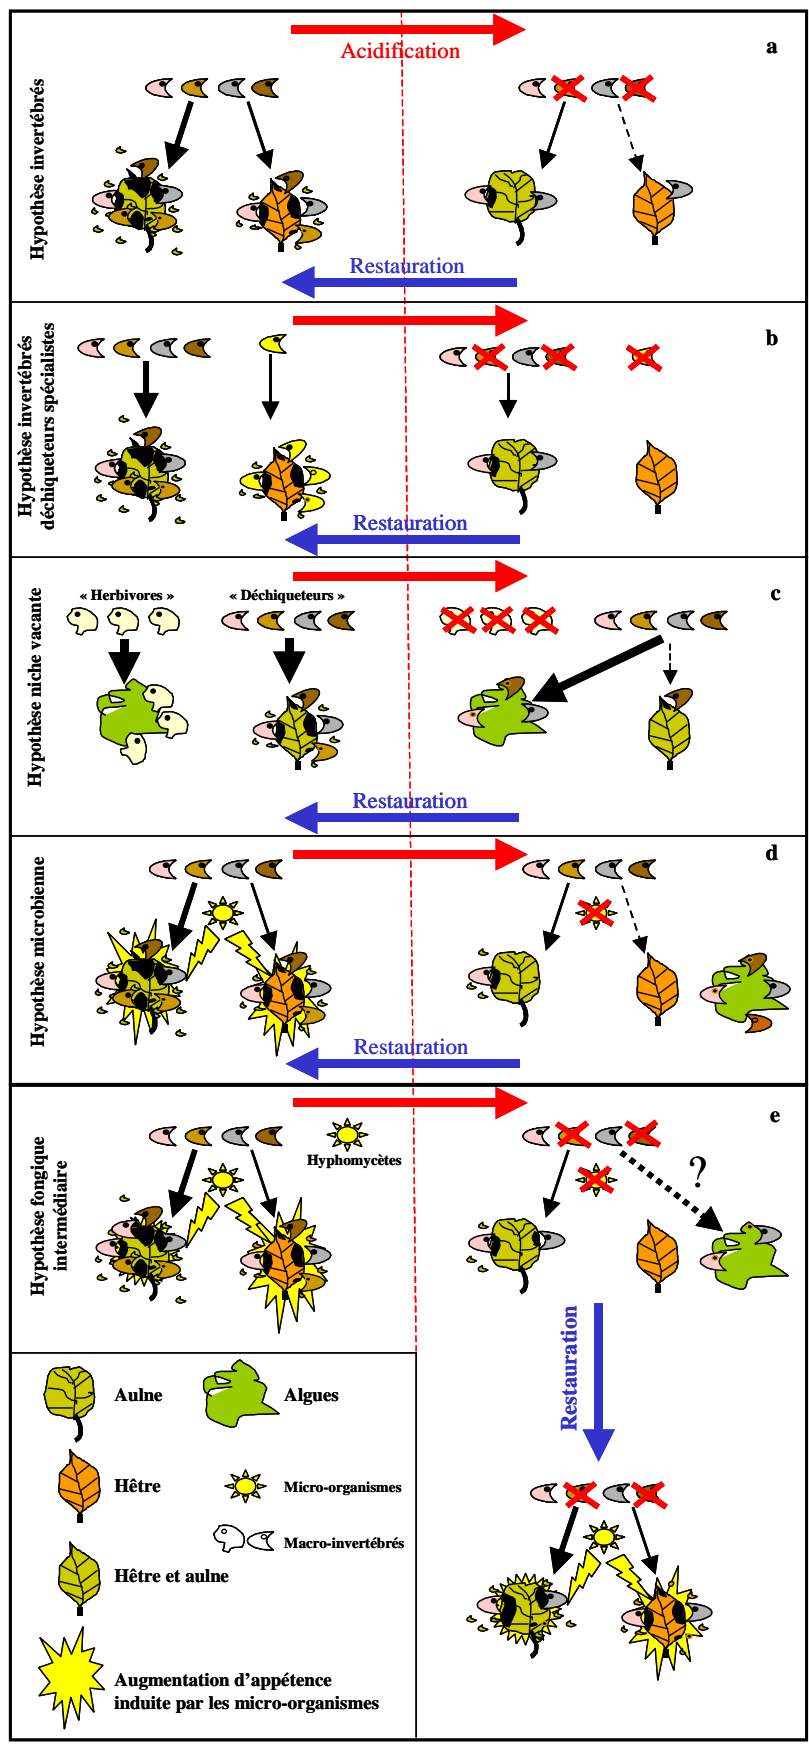 Acidification
a
Hypothèse invertébrés
Restauration
b
Hypothèse invertébrés
déchiqueteurs spécialistes
Restauration
c
« Herbivores »
« Déchiqueteurs »
Hypothèse niche vacante
Restauration
d
Hypothèse microbienne
Restauration
e
Hyphomycètes
Hypothèse fongique
intermédiaire
?
Restauration
Aulne
Algues
Hêtre
Micro-organismes
Macro-invertébrés
Hêtre et aulne
Augmentation d’appétence
induite par les micro-organismes